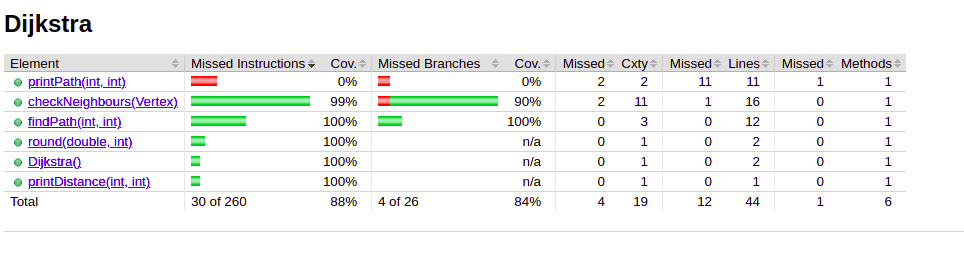 Dijkstra
Element Missed Instructions Cov. Missed Branches Cov. Missed Cxty Missed Lines Missed Methods
printPath(int, int) 0% 0% 2 2 11 11 1 1
checkNeighbours(Vertex) 99% 90% 2 11 1 16 0 1
findPath(int, int) 100% 100% 0 3 0 12 0 1
round(double, int) 100% n/a 0 1 0 2 0 1
Dijkstra() 100% n/a 0 1 0 2 0 1
printDistance(int, int) 100% n/a 0 1 0 1 0 1
Total 30 of 260 88% 4 of 26 84% 4 19 12 44 1 6